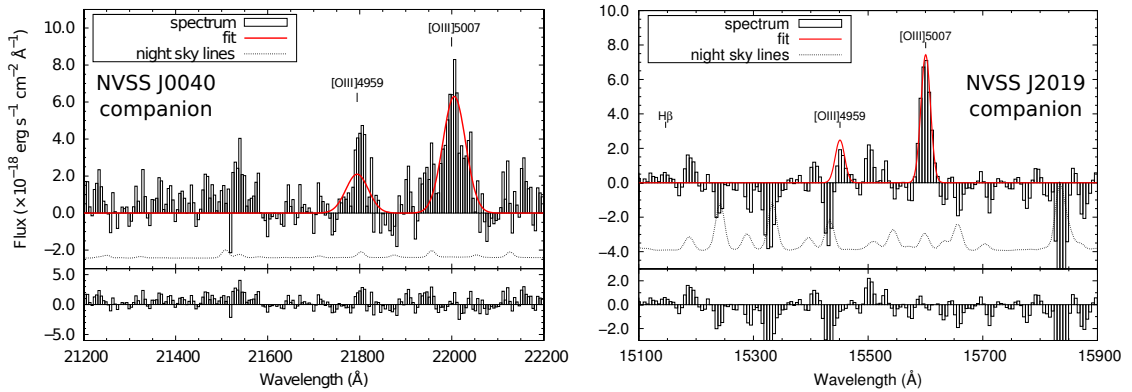 10.0
8.0
6.0
4.0
2.0
0.0
−2.0
5.0
0.0
−5.0
Flux (×10−18 erg s−1 cm−2 Å−1)
spectrum
fit
night sky lines
NVSS J0040
companion
[OIII]4959
[OIII]5007
21200 21400 21600 21800 22000 22200
Wavelength (Å)
10.0
8.0
6.0
4.0
2.0
0.0
−2.0
−4.0
2.0
0.0
−2.0
spectrum
fit
night sky lines
[OIII]5007
NVSS J2019
companion
Hβ
[OIII]4959
15100 15300 15500 15700 15900
Wavelength (Å)